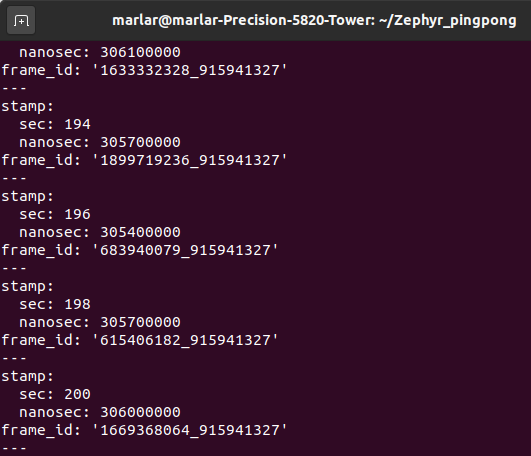 marlar@marlar-Precision-5820-Tower: ~/Zephyr_pingpong
  nanosec: 306100000
frame_id: '1633332328_915941327'
---
stamp:
  sec: 194
  nanosec: 305700000
frame_id: '1899719236_915941327'
---
stamp:
  sec: 196
  nanosec: 305400000
frame_id: '683940079_915941327'
---
stamp:
  sec: 198
  nanosec: 305700000
frame_id: '615406182_915941327'
---
stamp:
  sec: 200
  nanosec: 306000000
frame_id: '1669368064_915941327'
---